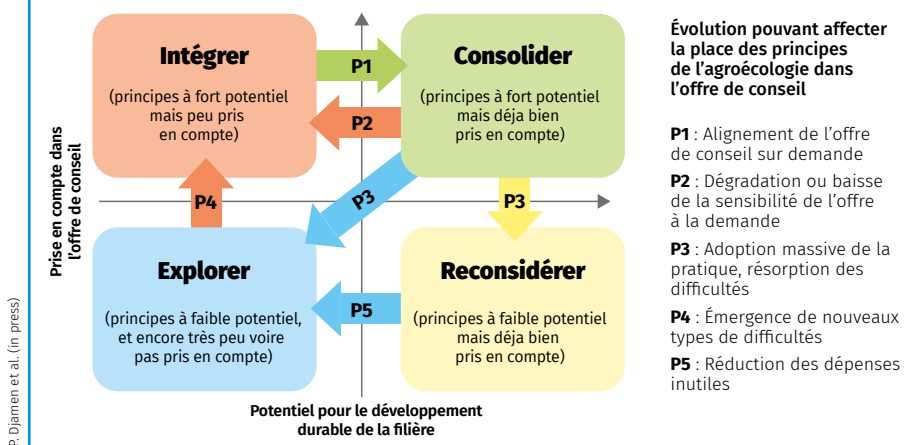 Intégrer
(principes à fort potentiel
mais peu pris
en compte)
P1
P2
Consolider
(principes à fort potentiel
mais déja bien
pris en compte)
Prise en compte dans
l'offre de conseil
P4
P3
P3
Explorer
(principes à faible potentiel,
et encore très peu voire
pas pris en compte)
P5
Reconsidérer
(principes à faible potentiel
mais déja bien
pris en compte)
Potentiel pour le développement
durable de la filière
Évolution pouvant affecter
la place des principes
de l'agroécologie dans
l'offre de conseil
P1 : Alignement de l'offre
de conseil sur demande
P2 : Dégradation ou baisse
de la sensibilité de l'offre
à la demande
P3 : Adoption massive de la
pratique, résorption des
difficultés
P4 : Émergence de nouveaux
types de difficultés
P5 : Réduction des dépenses
inutiles
P. Djamen et al. (in press)